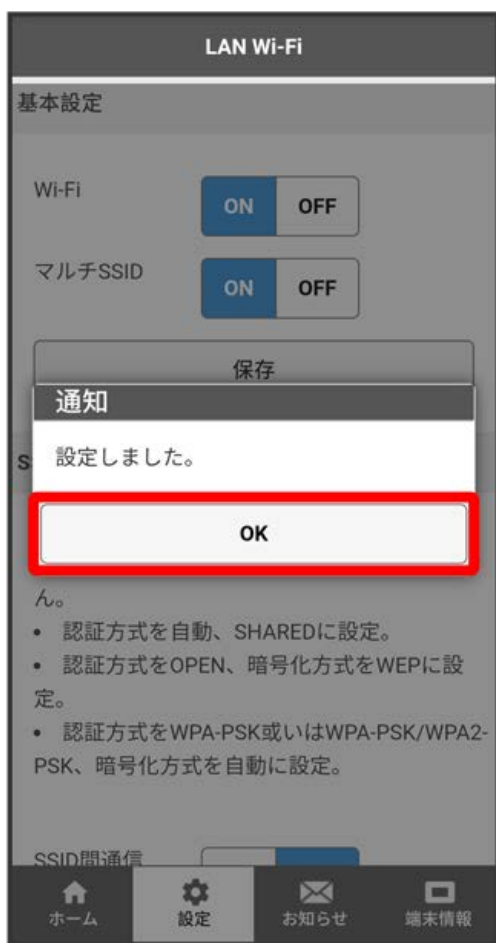 LAN Wi-Fi
基本設定
Wi-Fi
ON OFF
マルチSSID
ON OFF
保存
通知
S
設定しました。
OK
ん。
• 認証方式を自動、SHAREDに設定。
• 認証方式をOPEN、暗号化方式をWEPに設
定。
• 認証方式をWPA-PSK或いはWPA-PSK/WPA2-
PSK、暗号化方式を自動に設定。
SSID間通信
ホーム 設定 お知らせ 端末情報